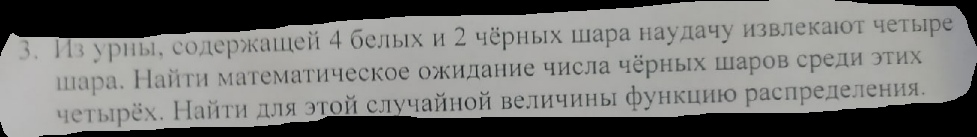 3. Из урны, содержащей 4 белых и 2 чёрных шара наудачу извлекают четыре
шара. Найти математическое ожидание числа чёрных шаров среди этих
четырёх. Найти для этой случайной величины функцию распределения.